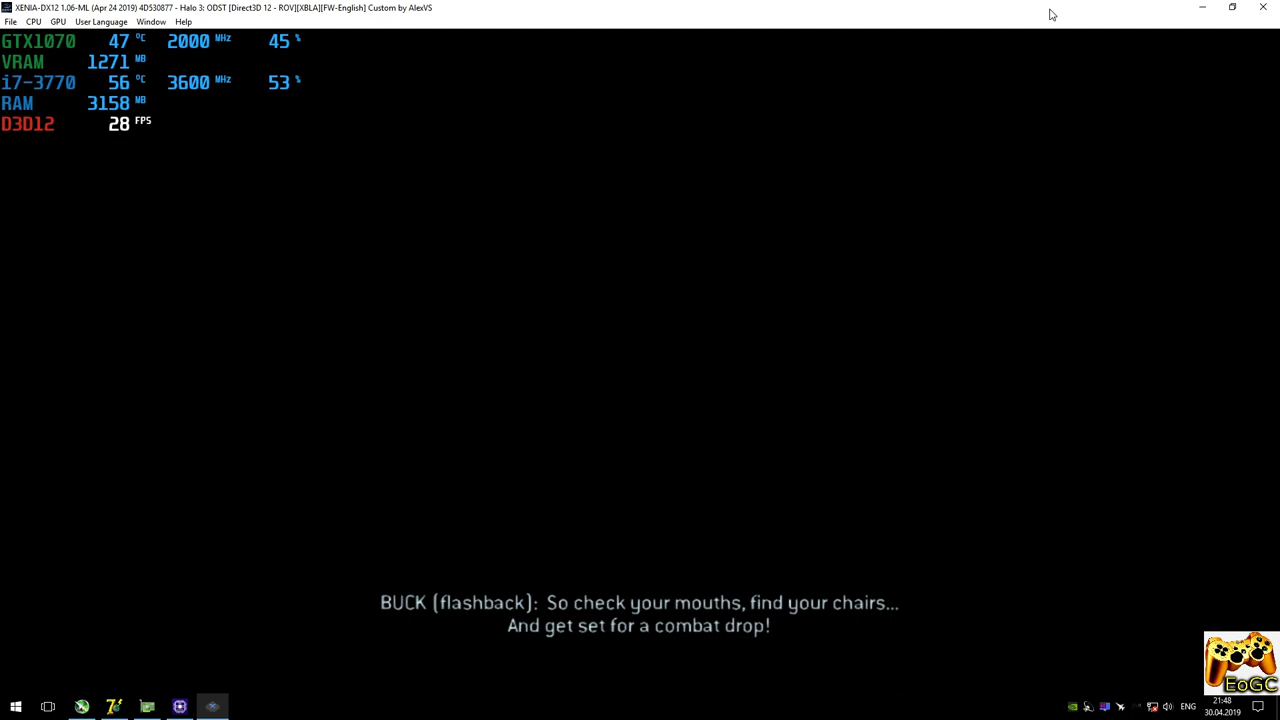 XENIA-DX12 1.06-ML (Apr 24 2019) 4D530877 - Halo 3: ODST [Direct3D 12 - ROV][XBLA][FW-English] Custom by AlexVS
File CPU GPU User Language Window Help
GTX1070 47 °C 2000 MHz 45 %
VRAM 1271 MB
i7-3770 56 °C 3600 MHz 53 %
RAM 3158 MB
D3D12 28 FPS
BUCK (flashback): So check your mouths, find your chairs...
And get set for a combat drop!
EoGC
ENG
21:48
30.04.2019